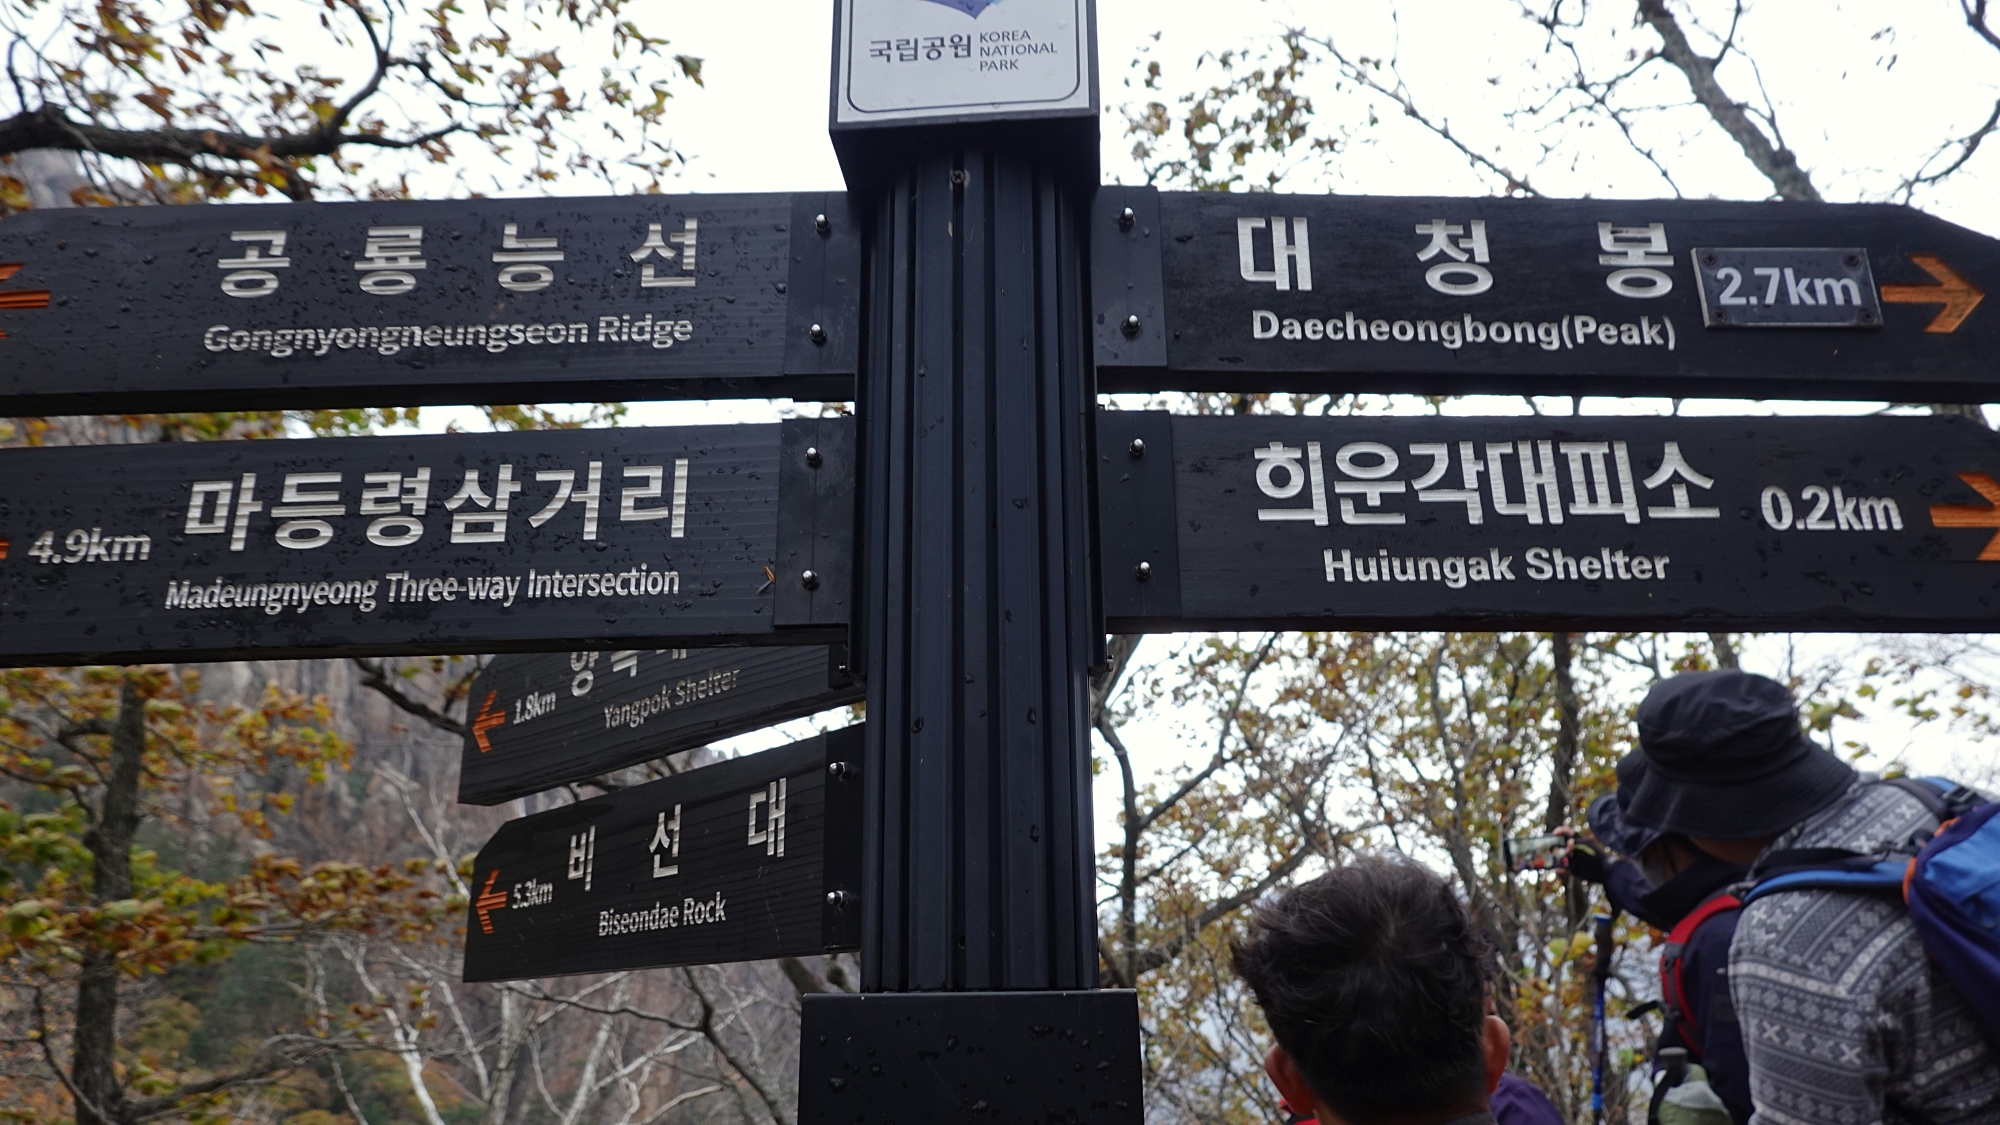 국립공원 KOREA
NATIONAL
PARK
공룡능선
Gongnyongneungseon Ridge
대청봉 2.7km
Daecheongbong(Peak)
4.9km 마등령삼거리
Madeungnyeong Three-way Intersection
희운각대피소 0.2km
Huiungak Shelter
1.8km
Yangpok Shelter
5.3km 비선대
Biseondae Rock